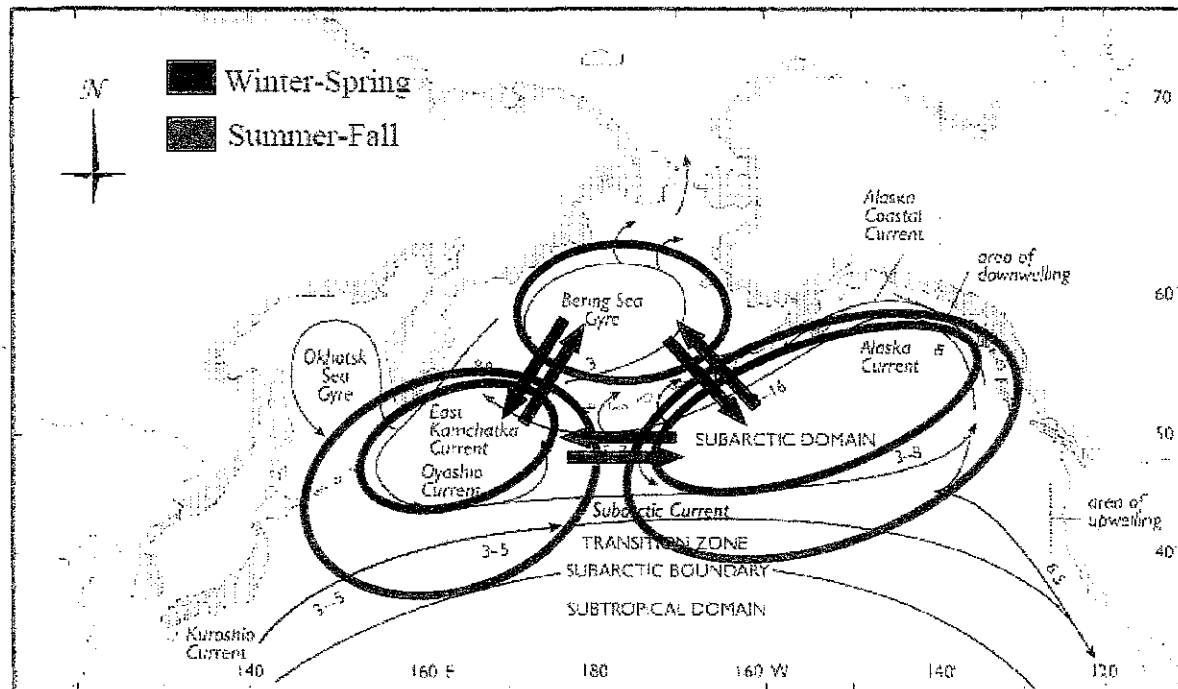 N
Winter-Spring
Summer-Fall
70
Alaska
Coastal
Current
area of
downwelling
60
Bering Sea
Gyre
3
Okhotsk
Sea
Gyre
Alaska
Current
East
Kamchatka
Current
SUBARCTIC DOMAIN
50
Oyashio
Current
3-8
Subarctic Current
area of
upwelling
3-5
TRANSITION ZONE
40
SUBARCTIC BOUNDARY
3-5
SUBTROPICAL DOMAIN
Kuroshio
Current
140
160 E
180
160 W
140
120